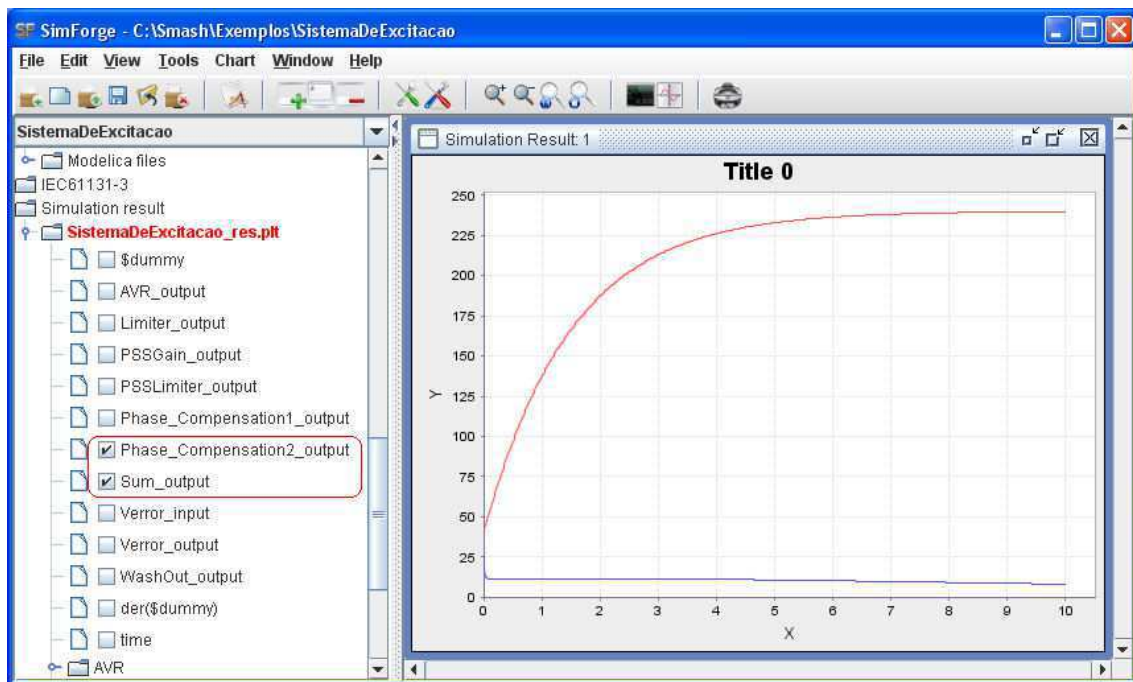 SF SimForge - C:\Smash\Exemplos\SistemaDeExcitacao
File Edit View Tools Chart Window Help
SistemaDeExcitacao
Modelica files
IEC61131-3
Simulation result
SistemaDeExcitacao_res.plt
$dummy
AVR_output
Limiter_output
PSSGain_output
PSSLimiter_output
Phase_Compensation1_output
Phase_Compensation2_output
Sum_output
Verror_input
Verror_output
WashOut_output
der($dummy)
time
AVR
Simulation Result: 1
Title 0
250
225
200
175
150
125
100
75
50
25
0
Y
0 1 2 3 4 5 6 7 8 9 10
X